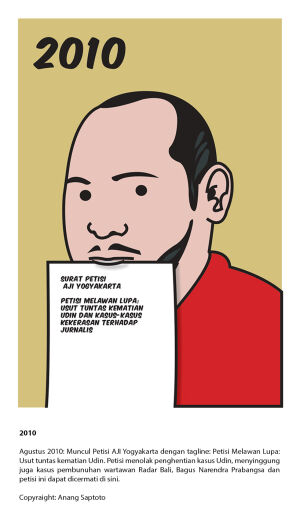 2010
SURAT PETISI
AJI YOGYAKARTA
PETISI MELAWAN LUPA:
USUT TUNTAS KEMATIAN
UDIN DAN KASUS-KASUS
KEKERASAN TERHADAP
JURNALIS
2010
Agustus 2010: Muncul Petisi AJI Yogyakarta dengan tagline: Petisi Melawan Lupa:
Usut tuntas kematian Udin. Petisi menolak penghentian kasus Udin, menyinggung
juga kasus pembunuhan wartawan Radar Bali, Bagus Narendra Prabangsa dan
petisi ini dapat dicermati di sini.
Copyraight: Anang Saptoto